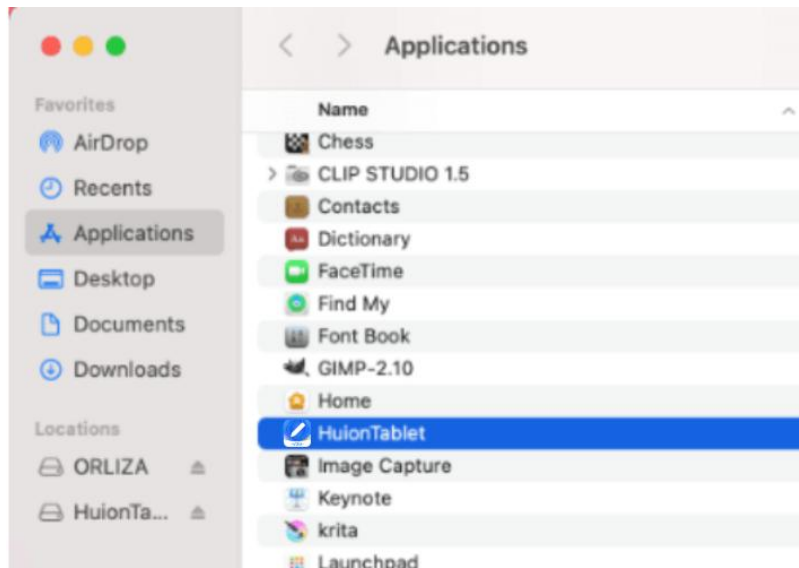 Applications
Favorites
AirDrop
Recents
Applications
Desktop
Documents
Downloads
Locations
ORLIZA
HuionTa...
Name
Chess
CLIP STUDIO 1.5
Contacts
Dictionary
FaceTime
Find My
Font Book
GIMP-2.10
Home
HuionTablet
Image Capture
Keynote
krita
Launchpad